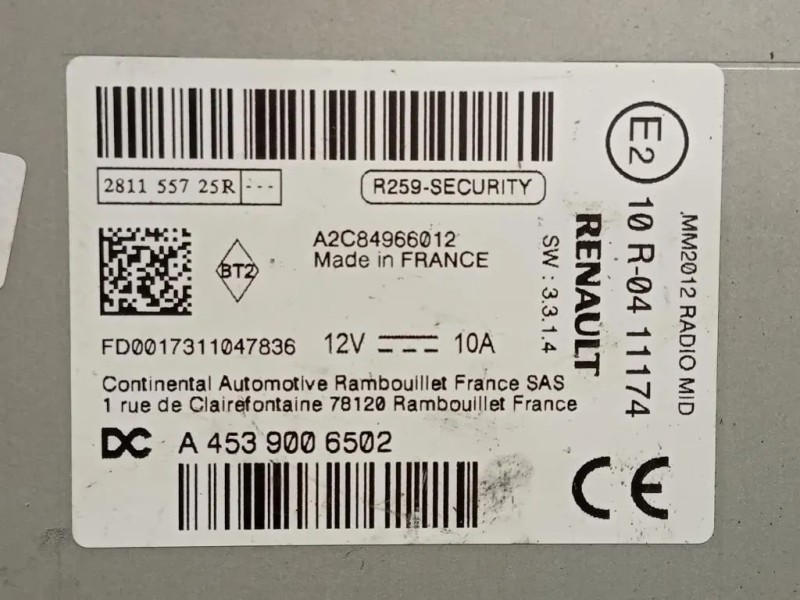 2811 557 25R ---
R259-SECURITY
A2C84966012
Made in FRANCE
BT2
FD0017311047836 12V 10A
Continental Automotive Rambouillet France SAS
1 rue de Clairefontaine 78120 Rambouillet France
DC A 453 900 6502
SW : 3.3.1.4
RENAULT
E2
10 R-04 11174
.MM2012 RADIO MID
CE